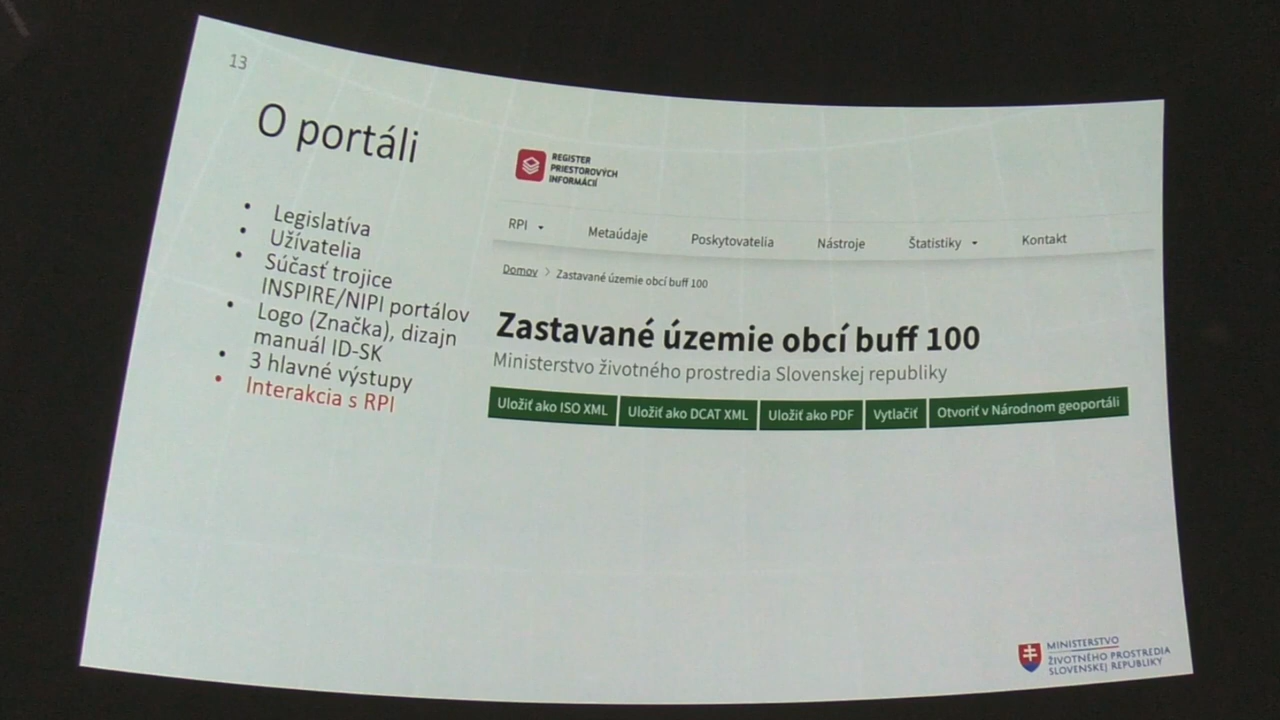 13
O portáli
• Legislatíva
• Užívatelia
• Súčasť trojice
INSPIRE/NIPI portálov
• Logo (Značka), dizajn
manuál ID-SK
• 3 hlavné výstupy
• Interakcia s RPI
REGISTER
PRIESTOROVÝCH
INFORMÁCIÍ
RPI Metaúdaje Poskytovatelia Nástroje Štatistiky Kontakt
Domov > Zastavané územie obcí buff 100
Zastavané územie obcí buff 100
Ministerstvo životného prostredia Slovenskej republiky
Uložiť ako ISO XML Uložiť ako DCAT XML Uložiť ako PDF Vytlačiť Otvoriť v Národnom geoportáli
MINISTERSTVO
ŽIVOTNÉHO PROSTREDIA
SLOVENSKEJ REPUBLIKY